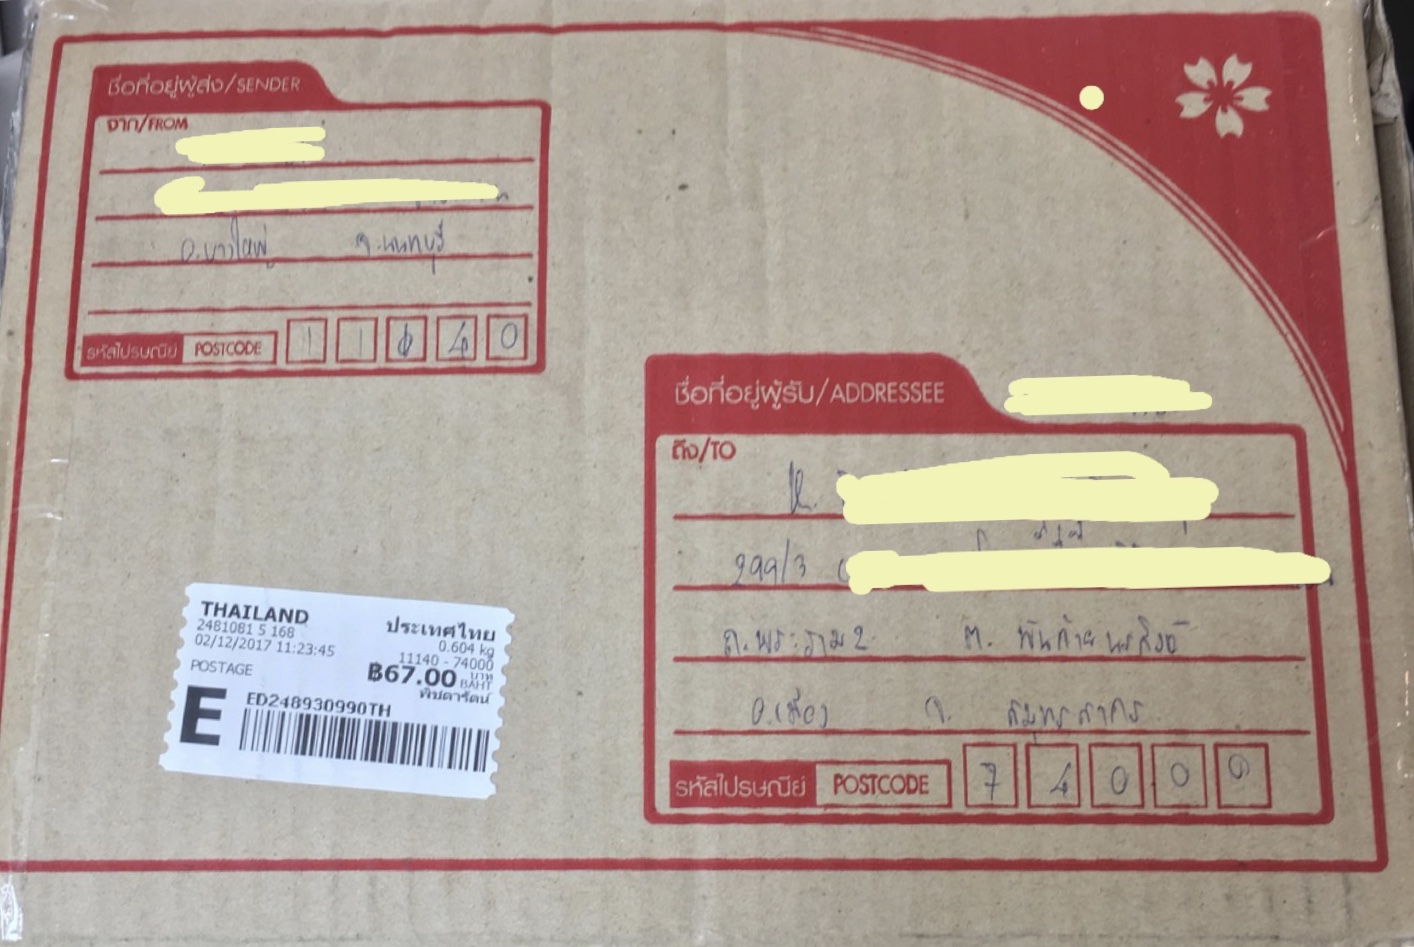 ชื่อที่อยู่ผู้ส่ง/SENDER
จาก/FROM
อ.บางใหญ่ จ.นนทบุรี
รหัสไปรษณีย์ POSTCODE 11140
ชื่อที่อยู่ผู้รับ/ADDRESSEE
ถึง/TO
299/3
ถ.พระราม2 ต. พันท้ายนรสิงห์
อ.เมือง จ. สมุทรสาคร
รหัสไปรษณีย์ POSTCODE 74000
THAILAND ประเทศไทย
2481081 5 168 0.604 kg
02/12/2017 11:23:45 11140 - 74000
POSTAGE ฿67.00 บาท BAHT
พิชดารัตน์
E ED248930990TH